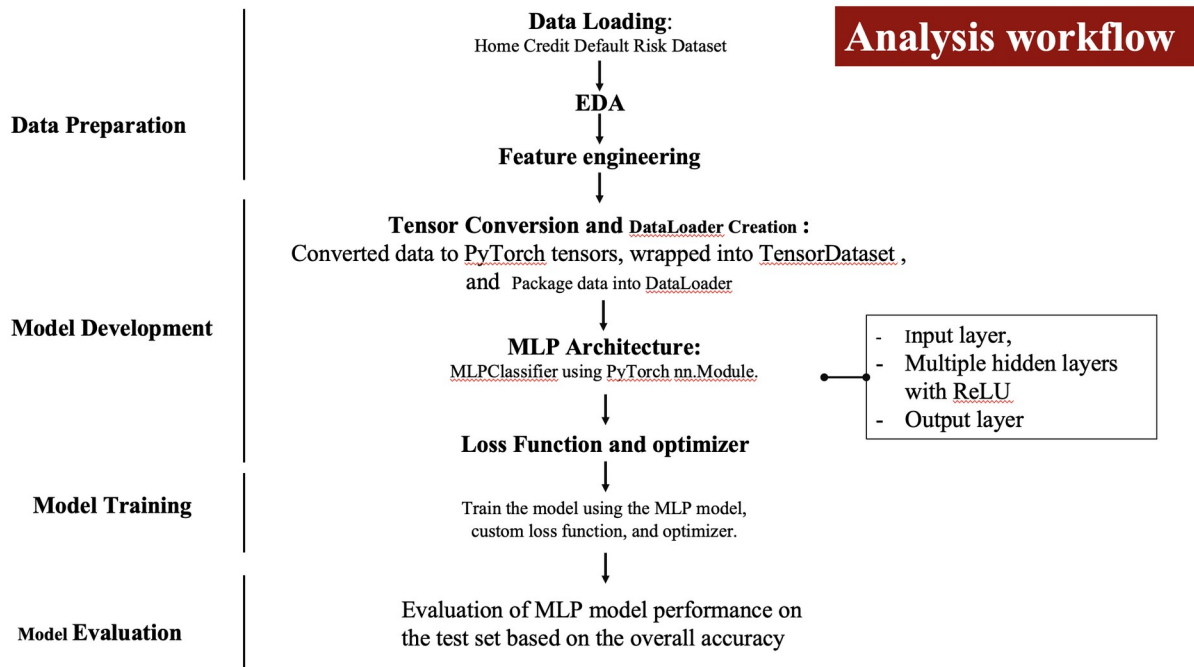 Analysis workflow
Data Loading:
Home Credit Default Risk Dataset
EDA
Data Preparation
Feature engineering
Tensor Conversion and DataLoader Creation :
Converted data to PyTorch tensors, wrapped into TensorDataset ,
and Package data into DataLoader
Model Development
MLP Architecture:
MLPClassifier using PyTorch nn.Module.
- Input layer,
- Multiple hidden layers
with ReLU
- Output layer
Loss Function and optimizer
Model Training
Train the model using the MLP model,
custom loss function, and optimizer.
Model Evaluation
Evaluation of MLP model performance on
the test set based on the overall accuracy